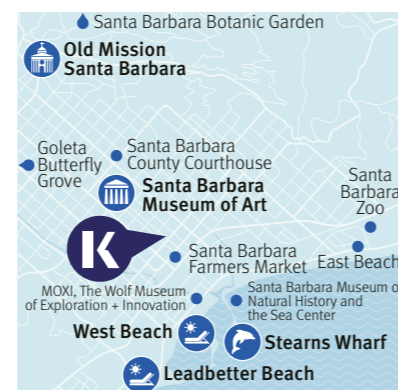 Santa Barbara Botanic Garden
Old Mission
Santa Barbara
Goleta
Butterfly
Grove
Santa Barbara
County Courthouse
Santa Barbara
Museum of Art
Santa
Barbara
Zoo
K
Santa Barbara
Farmers Market
East Beach
MOXI, The Wolf Museum
of Exploration + Innovation
Santa Barbara Museum o
Natural History and
the Sea Center
West Beach
Stearns Wharf
Leadbetter Beach